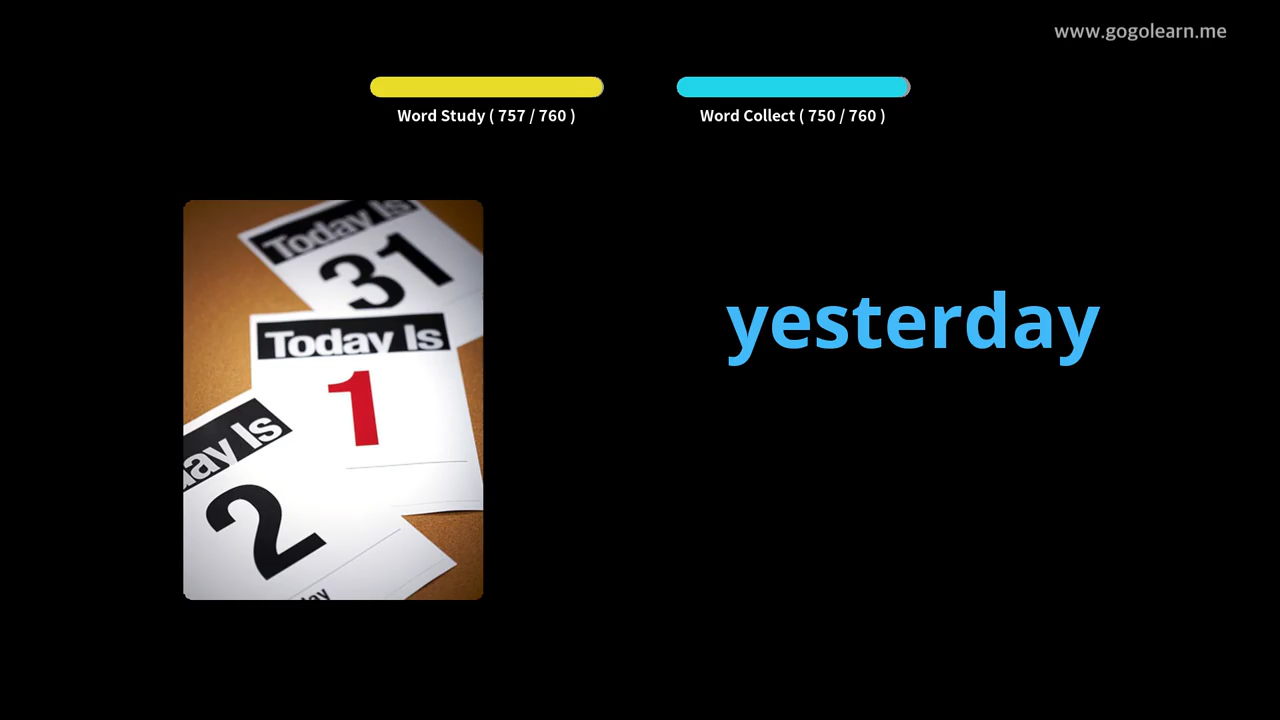 www.gogolearn.me
Word Study ( 757 / 760 )
Word Collect ( 750 / 760 )
Today Is
31
Today Is
1
yesterday
ay Is
2
ay